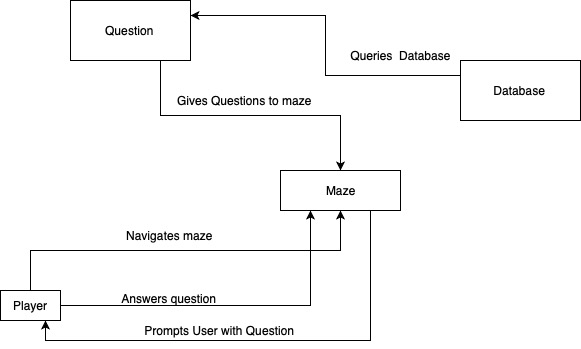 Question
Queries  Database
Database
Gives Questions to maze
Maze
Navigates maze
Player
Answers question
Prompts User with Question